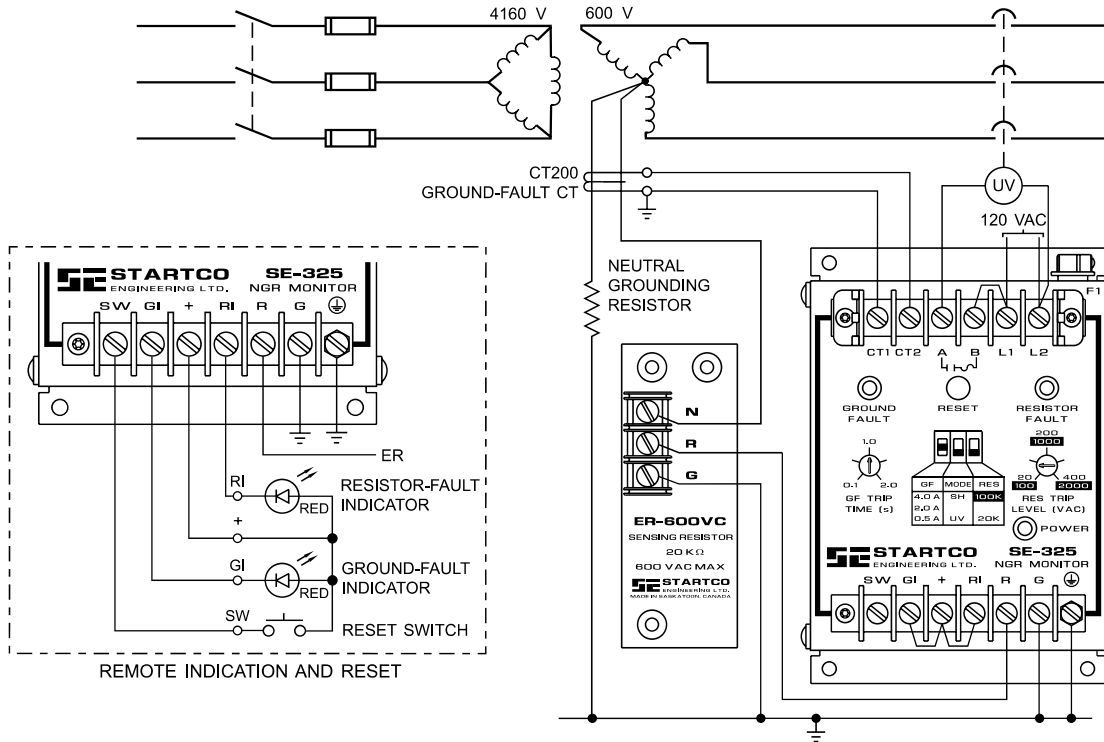 4160 V
600 V
CT200
GROUND-FAULT CT
UV
120 VAC
NEUTRAL
GROUNDING
RESISTOR
SE STARTCO
ENGINEERING LTD.
SE-325
NGR MONITOR
SW GI + RI R G
ER
RI
RED
RESISTOR-FAULT
INDICATOR
+
GI
RED
GROUND-FAULT
INDICATOR
SW
RESET SWITCH
REMOTE INDICATION AND RESET
N
R
G
ER-600VC
SENSING RESISTOR
20 KΩ
600 VAC MAX
SE STARTCO
ENGINEERING LTD.
MADE IN SASKATOON, CANADA
F1
CT1 CT2 A B L1 L2
GROUND
FAULT
RESET
RESISTOR
FAULT
1.0
0.1 2.0
GF TRIP
TIME (s)
GF MODE RES
4.0 A SH 100K
2.0 A
0.5 A UV 20K
200
1000
20 400
100 2000
RES TRIP
LEVEL (VAC)
POWER
SE STARTCO
ENGINEERING LTD.
SE-325
NGR MONITOR
SW GI + RI R G